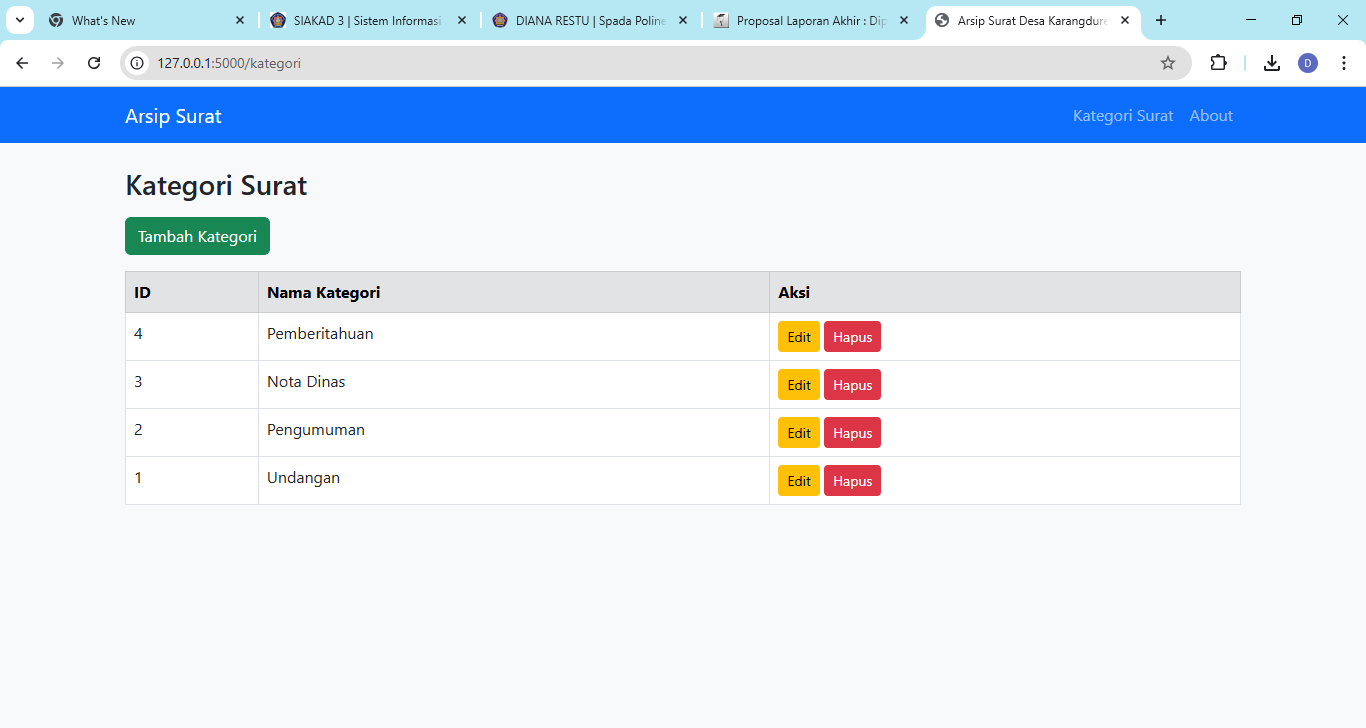 What's New
SIAKAD 3 | Sistem Informasi
DIANA RESTU | Spada Poline
Proposal Laporan Akhir : Dip
Arsip Surat Desa Karangdure
127.0.0.1:5000/kategori
D
Arsip Surat
Kategori Surat About
Kategori Surat
Tambah Kategori
ID Nama Kategori Aksi
4 Pemberitahuan Edit Hapus
3 Nota Dinas Edit Hapus
2 Pengumuman Edit Hapus
1 Undangan Edit Hapus